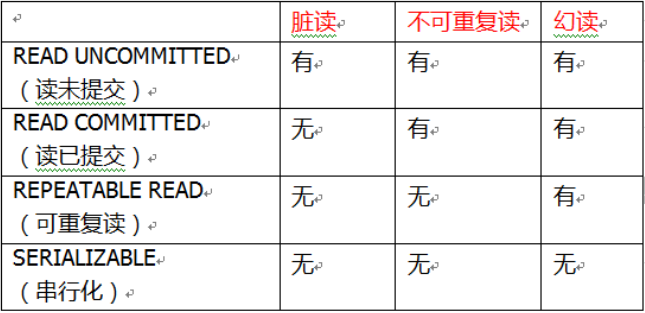 脏读 不可重复读 幻读
READ UNCOMMITTED 有 有 有
（读未提交）
READ COMMITTED 无 有 有
（读已提交）
REPEATABLE READ 无 无 有
（可重复读）
SERIALIZABLE 无 无 无
（串行化）